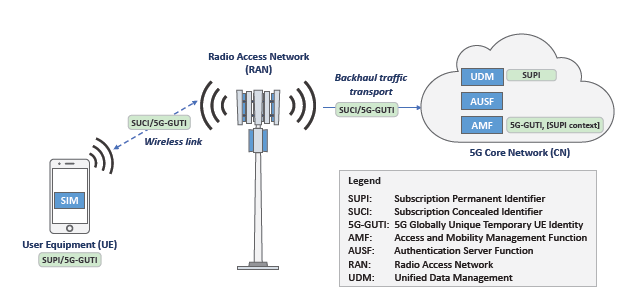 Radio Access Network
(RAN)
Backhaul traffic
transport
SUCI/5G-GUTI
SUCI/5G-GUTI
Wireless link
UDM
SUPI
AUSF
AMF
5G-GUTI, [SUPI context]
5G Core Network (CN)
SIM
User Equipment (UE)
SUPI/5G-GUTI
Legend
SUPI: Subscription Permanent Identifier
SUCI: Subscription Concealed Identifier
5G-GUTI: 5G Globally Unique Temporary UE Identity
AMF: Access and Mobility Management Function
AUSF: Authentication Server Function
RAN: Radio Access Network
UDM: Unified Data Management